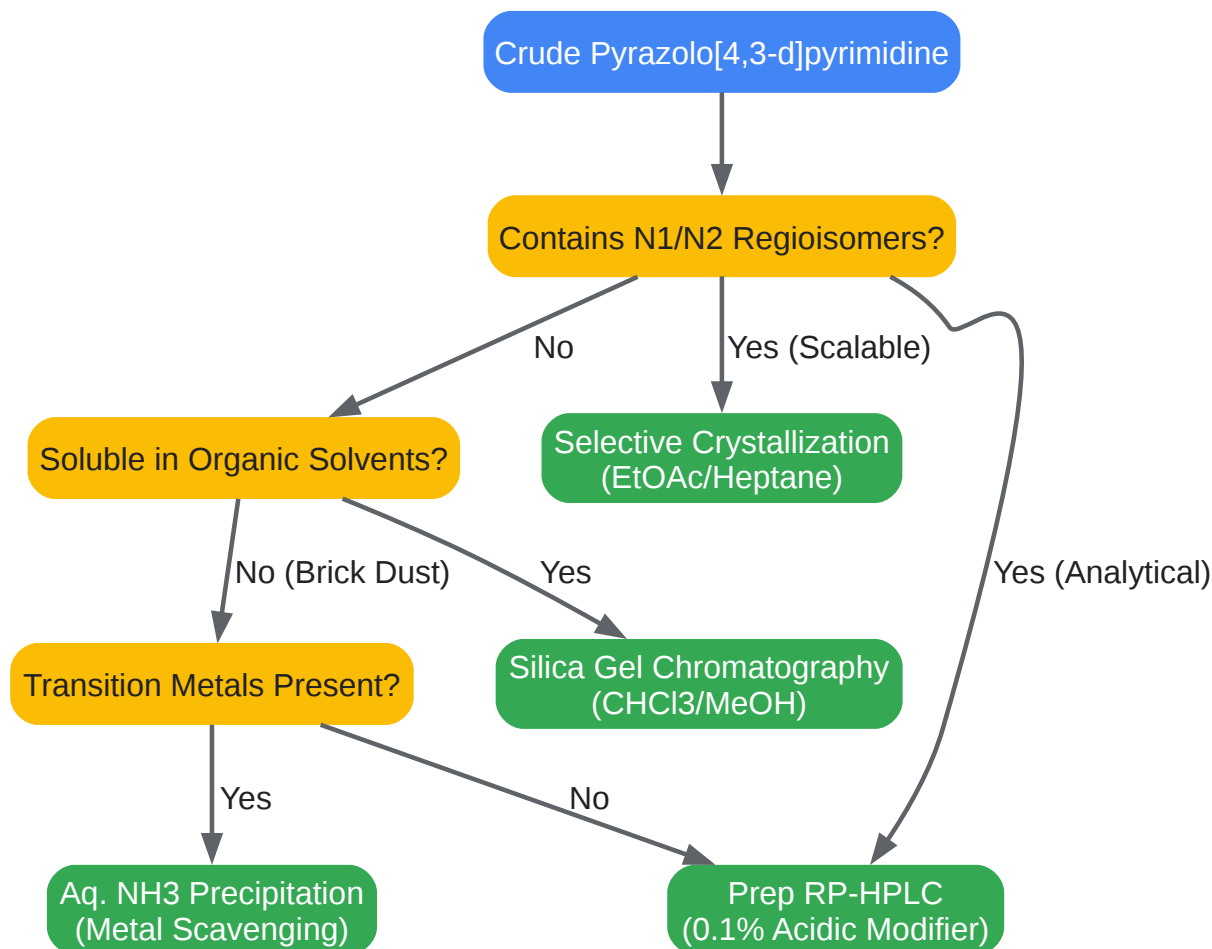 Crude Pyrazolo[4,3-d]pyrimidine
Contains N1/N2 Regioisomers?
No
Yes (Scalable)
Soluble in Organic Solvents?
Selective Crystallization
(EtOAc/Heptane)
No (Brick Dust)
Yes
Yes (Analytical)
Transition Metals Present?
Silica Gel Chromatography
(CHCl3/MeOH)
Yes
No
Aq. NH3 Precipitation
(Metal Scavenging)
Prep RP-HPLC
(0.1% Acidic Modifier)